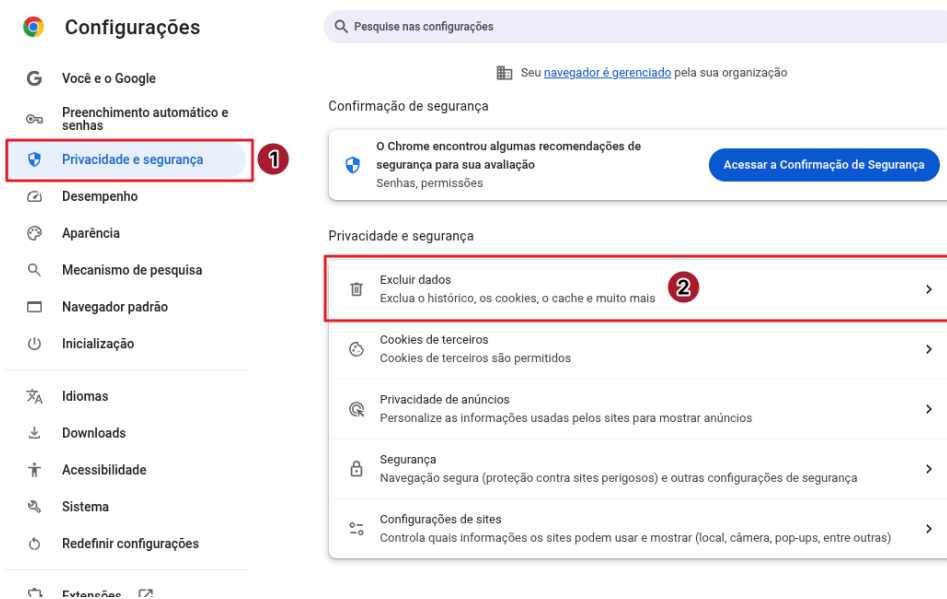 Configurações
Pesquise nas configurações
Você e o Google
Preenchimento automático e
senhas
Privacidade e segurança
1
Desempenho
Aparência
Mecanismo de pesquisa
Navegador padrão
Inicialização
Idiomas
Downloads
Acessibilidade
Sistema
Redefinir configurações
Extensões
Seu navegador é gerenciado pela sua organização
Confirmação de segurança
O Chrome encontrou algumas recomendações de
segurança para sua avaliação
Senhas, permissões
Acessar a Confirmação de Segurança
Privacidade e segurança
Excluir dados
Exclua o histórico, os cookies, o cache e muito mais
2
Cookies de terceiros
Cookies de terceiros são permitidos
Privacidade de anúncios
Personalize as informações usadas pelos sites para mostrar anúncios
Segurança
Navegação segura (proteção contra sites perigosos) e outras configurações de segurança
Configurações de sites
Controla quais informações os sites podem usar e mostrar (local, câmera, pop-ups, entre outras)